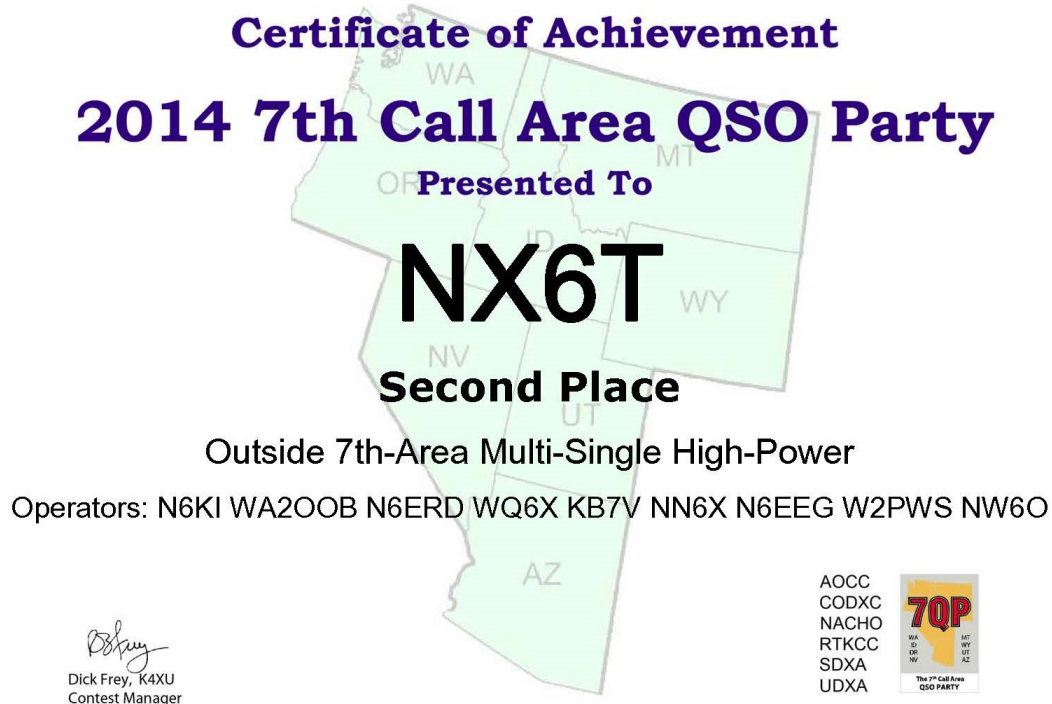 Certificate of Achievement
WA
2014 7th Call Area QSO Party
MT
OR
Presented To
ID
NX6T
WY
NV
Second Place
UT
Outside 7th-Area Multi-Single High-Power
Operators: N6KI WA2OOB N6ERD WQ6X KB7V NN6X N6EEG W2PWS NW6O
AZ
Dick Frey, K4XU
Contest Manager
AOCC
CODXC
NACHO
RTKCC
SDXA
UDXA
7QP
WA MT
ID WY
OR UT
NV AZ
The 7th Call Area
QSO PARTY